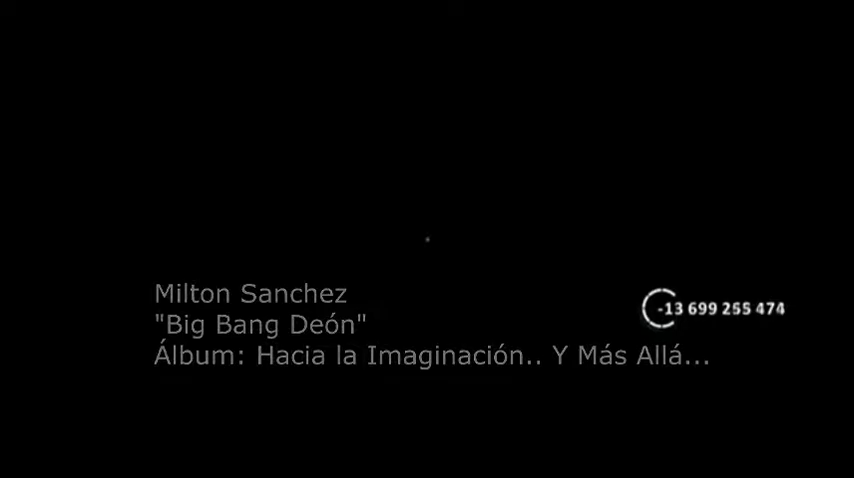 Milton Sanchez
"Big Bang Deón"
Álbum: Hacia la Imaginación.. Y Más Allá...
-13 699 255 474